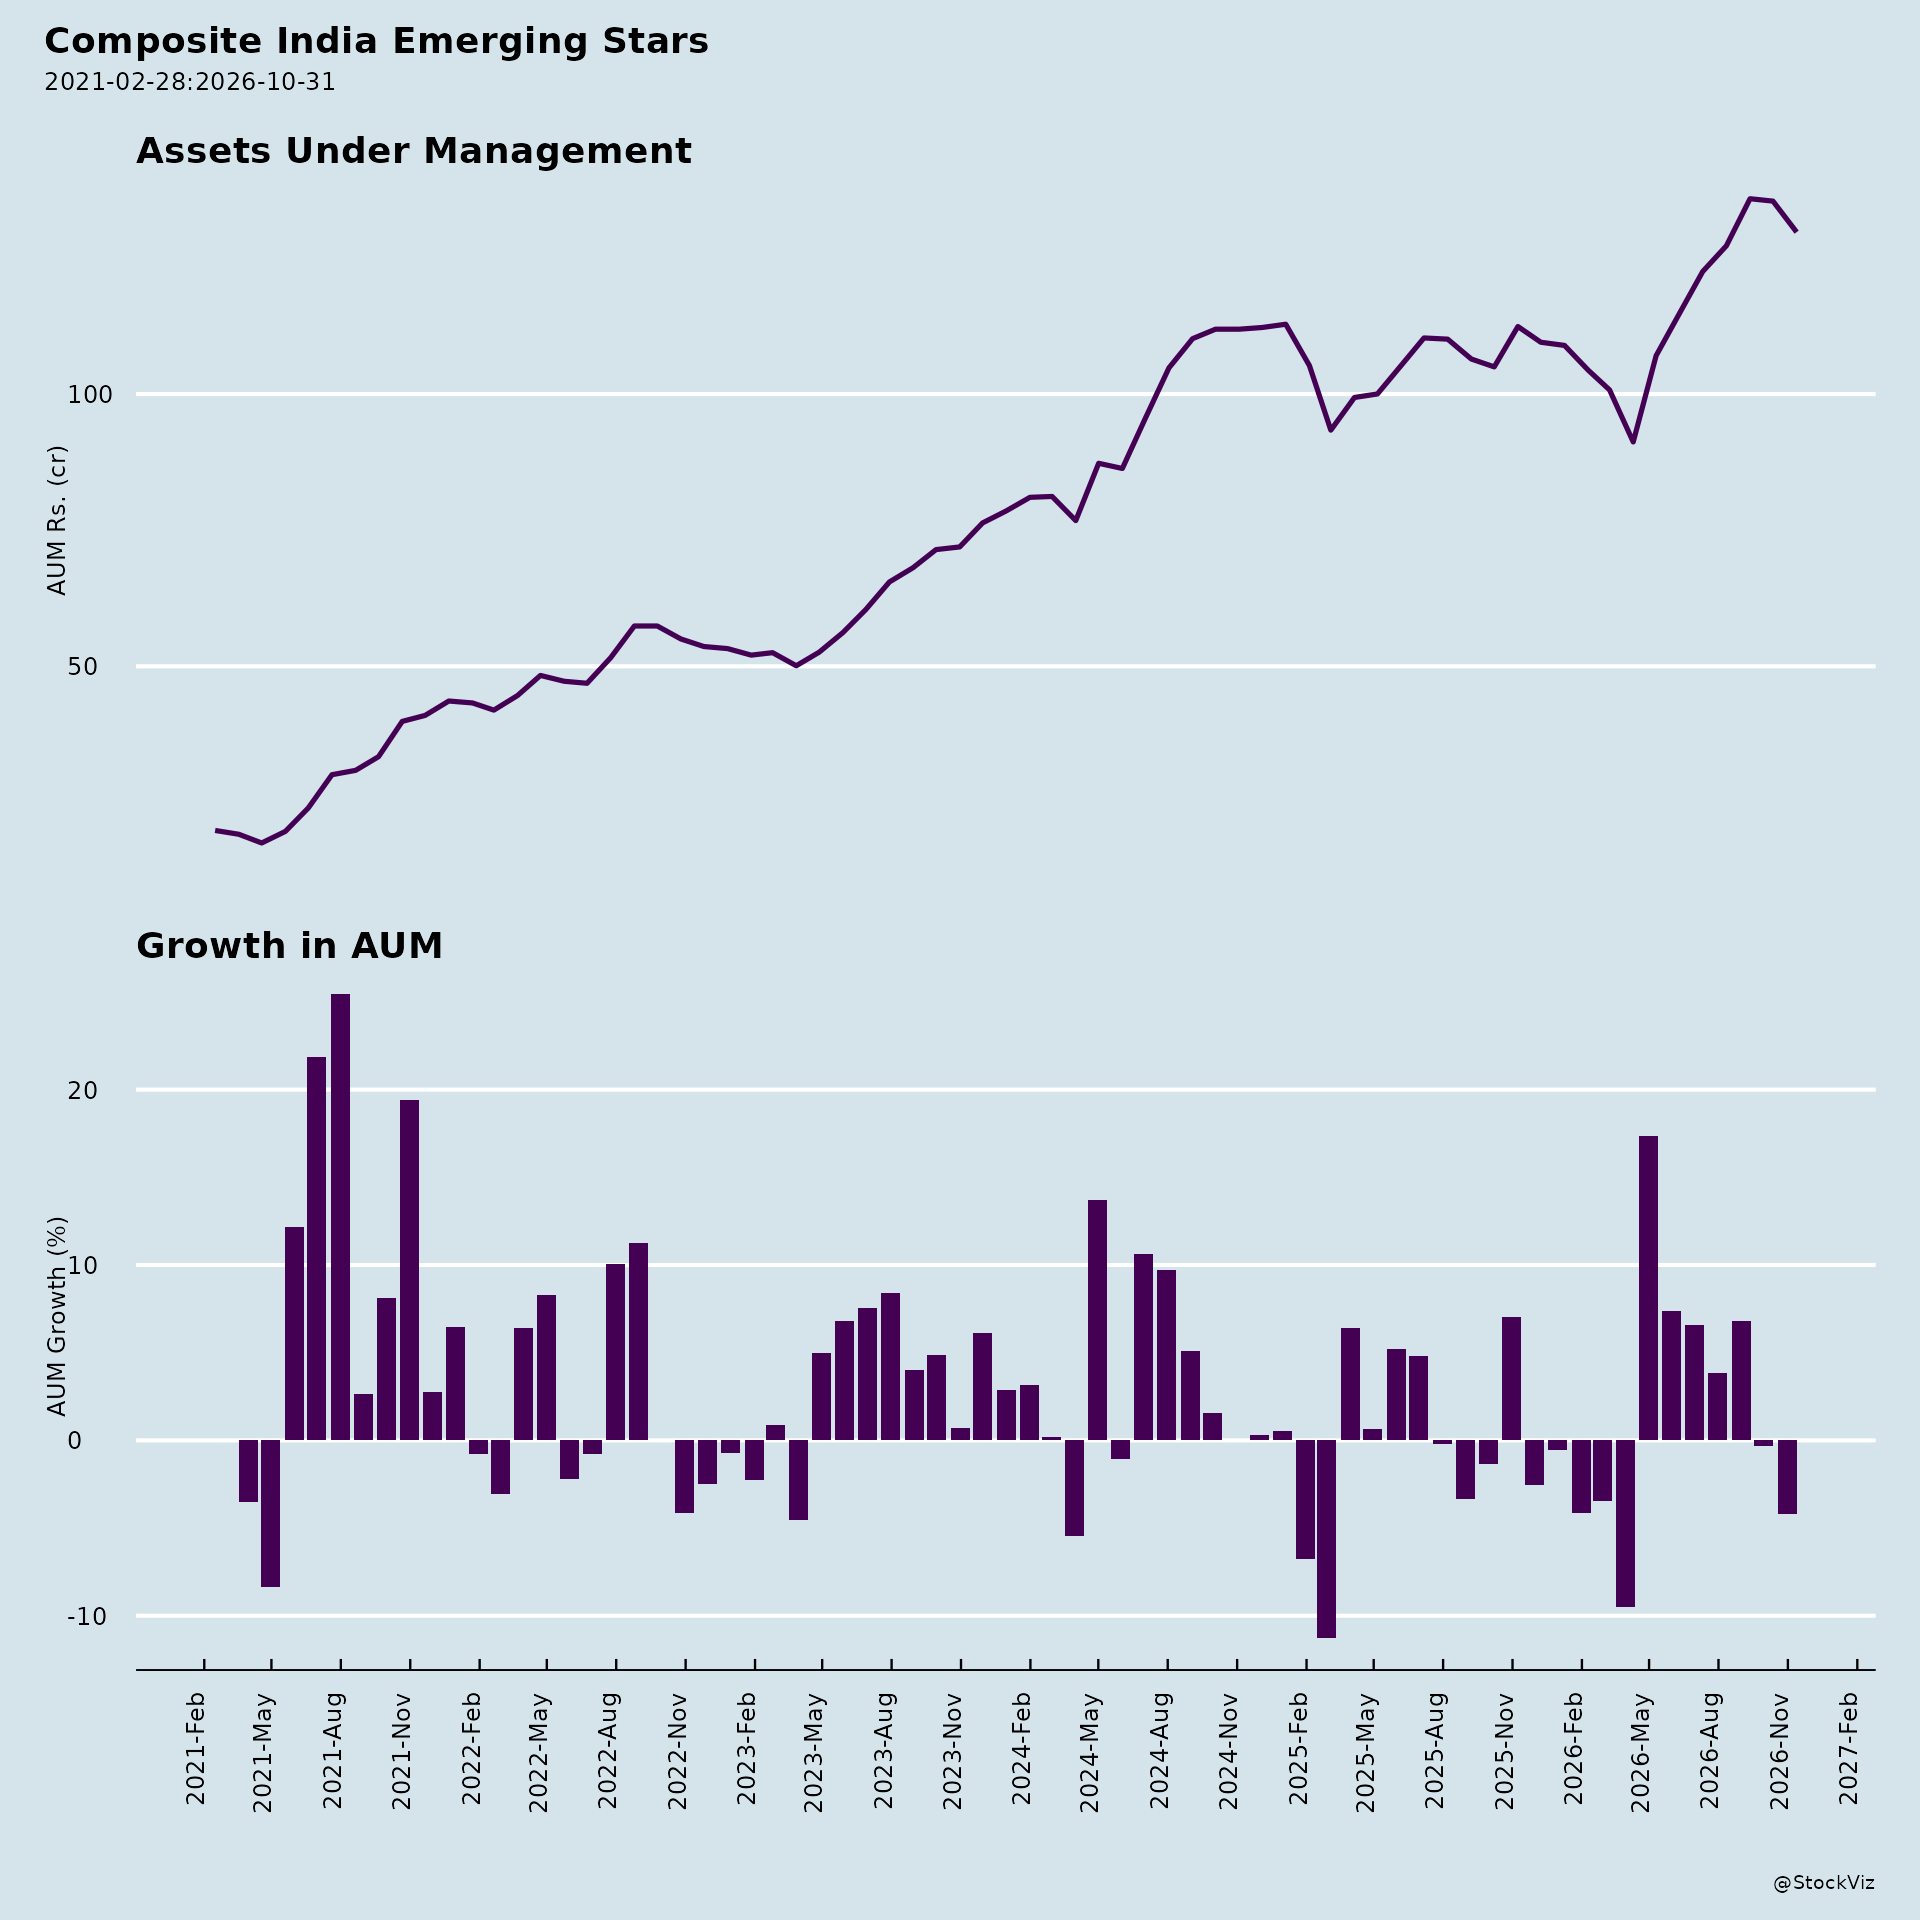 Composite India Emerging Stars
2021-02-28:2026-10-31
Assets Under Management
100
50
AUM Rs. (cr)
Growth in AUM
20
10
0
-10
AUM Growth (%)
2021-Feb
2021-May
2021-Aug
2021-Nov
2022-Feb
2022-May
2022-Aug
2022-Nov
2023-Feb
2023-May
2023-Aug
2023-Nov
2024-Feb
2024-May
2024-Aug
2024-Nov
2025-Feb
2025-May
2025-Aug
2025-Nov
2026-Feb
2026-May
2026-Aug
2026-Nov
2027-Feb
@StockViz